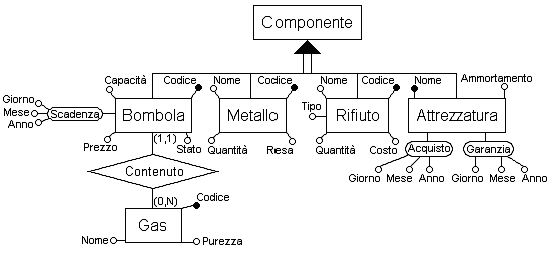 Componente
Capacità Codice Nome Codice Nome Codice Nome Ammortamento
Giorno
Mese Scadenza Bombola Metallo Tipo Rifiuto Attrezzatura
Anno
Prezzo (1,1) Stato Quantità Resa Quantità Costo Acquisto Garanzia
Contenuto Giorno Mese Anno Giorno Mese Anno
(0,N) Codice
Gas
Nome Purezza